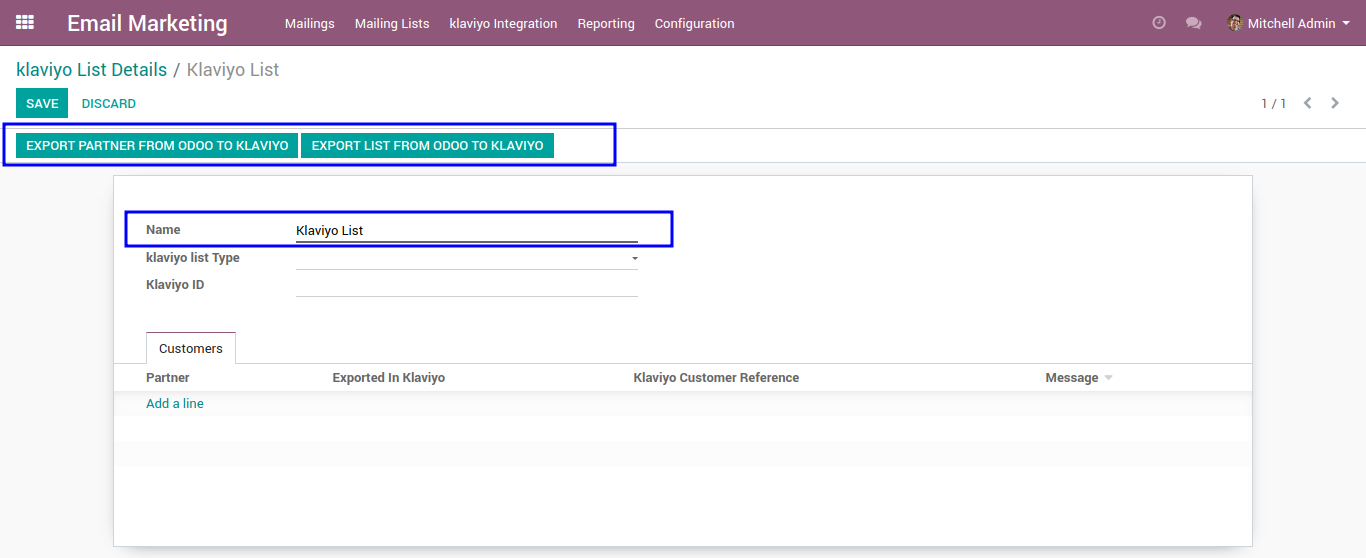 Email Marketing Mailings Mailing Lists klaviyo Integration Reporting Configuration Mitchell Admin
klaviyo List Details / Klaviyo List
SAVE DISCARD 1 / 1
EXPORT PARTNER FROM ODOO TO KLAVIYO EXPORT LIST FROM ODOO TO KLAVIYO
Name Klaviyo List
klaviyo list Type
Klaviyo ID
Customers
Partner Exported In Klaviyo Klaviyo Customer Reference Message
Add a line